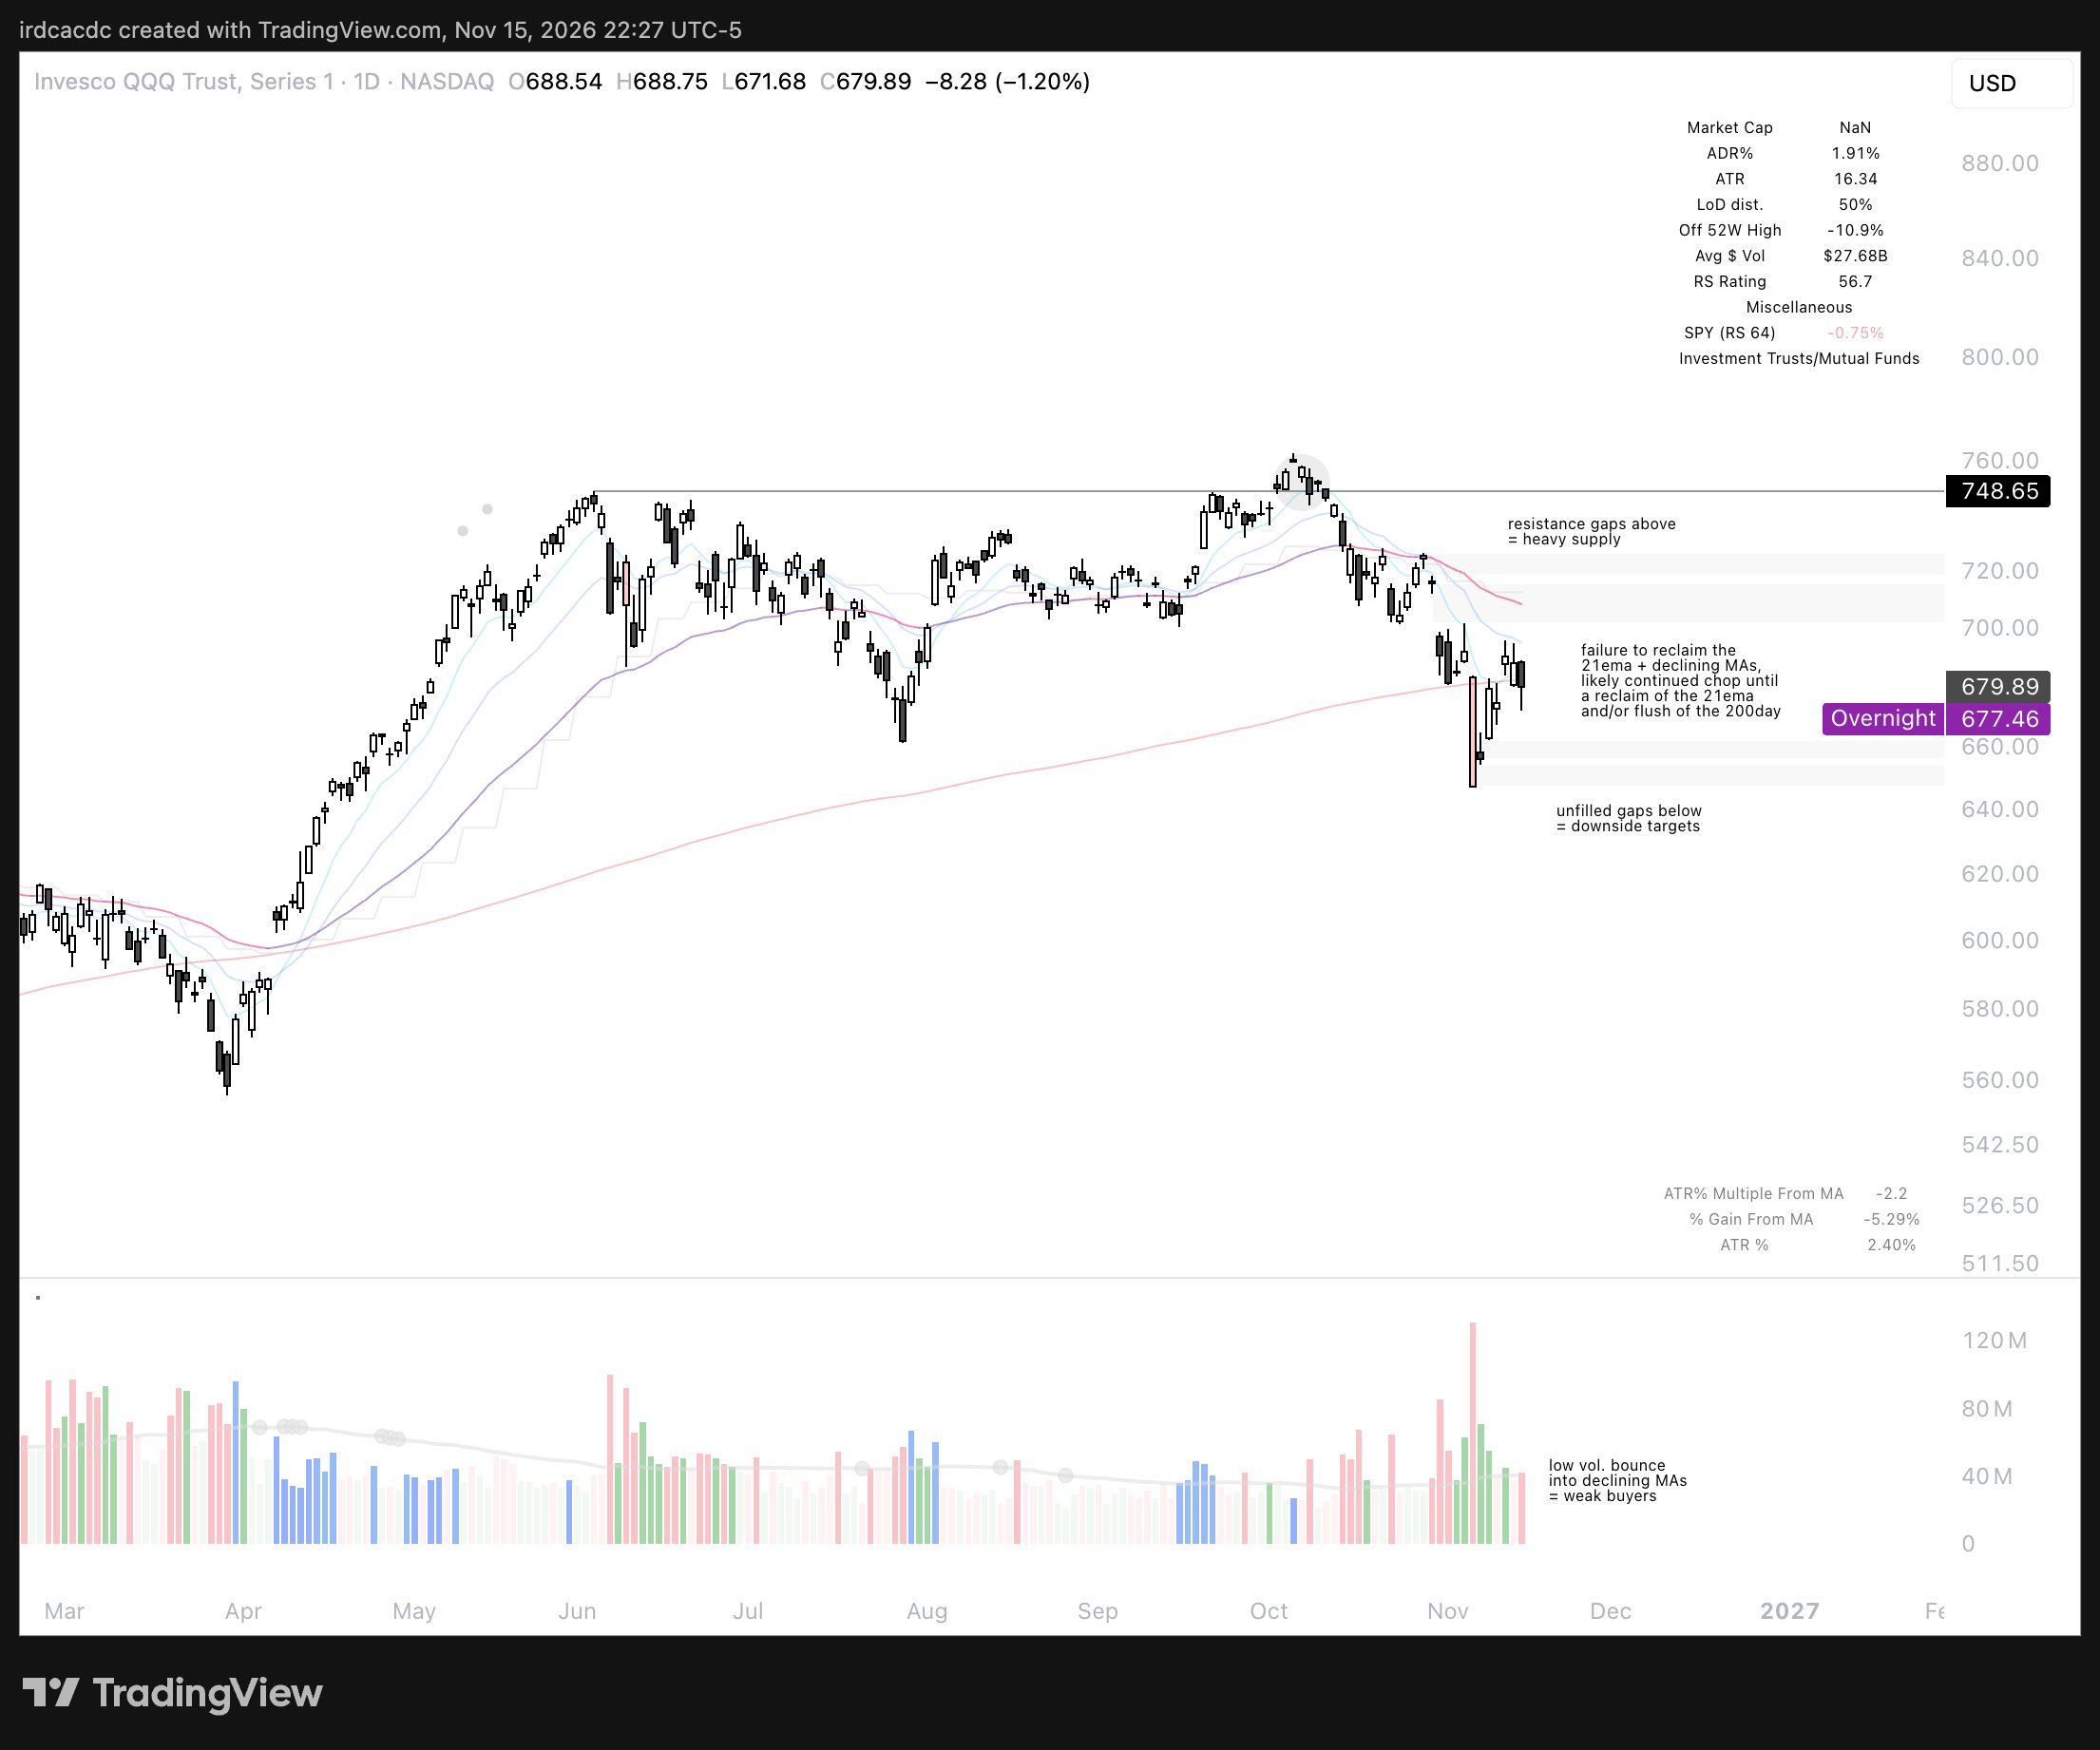 irdcacdc created with TradingView.com, Nov 15, 2026 22:27 UTC-5
Invesco QQQ Trust, Series 1 · 1D · NASDAQ O688.54 H688.75 L671.68 C679.89 −8.28 (−1.20%)
USD
Market Cap NaN
ADR% 1.91%
ATR 16.34
LoD dist. 50%
Off 52W High -10.9%
Avg $ Vol $27.68B
RS Rating 56.7
Miscellaneous
SPY (RS 64) -0.75%
Investment Trusts/Mutual Funds
880.00
840.00
800.00
760.00
748.65
720.00
700.00
679.89
Overnight 677.46
660.00
640.00
620.00
600.00
580.00
560.00
542.50
526.50
511.50
resistance gaps above
= heavy supply
failure to reclaim the
21ema + declining MAs,
likely continued chop until
a reclaim of the 21ema
and/or flush of the 200day
unfilled gaps below
= downside targets
ATR% Multiple From MA -2.2
% Gain From MA -5.29%
ATR % 2.40%
120 M
80 M
40 M
0
low vol. bounce
into declining MAs
= weak buyers
Mar Apr May Jun Jul Aug Sep Oct Nov Dec 2027 Fe
TradingView